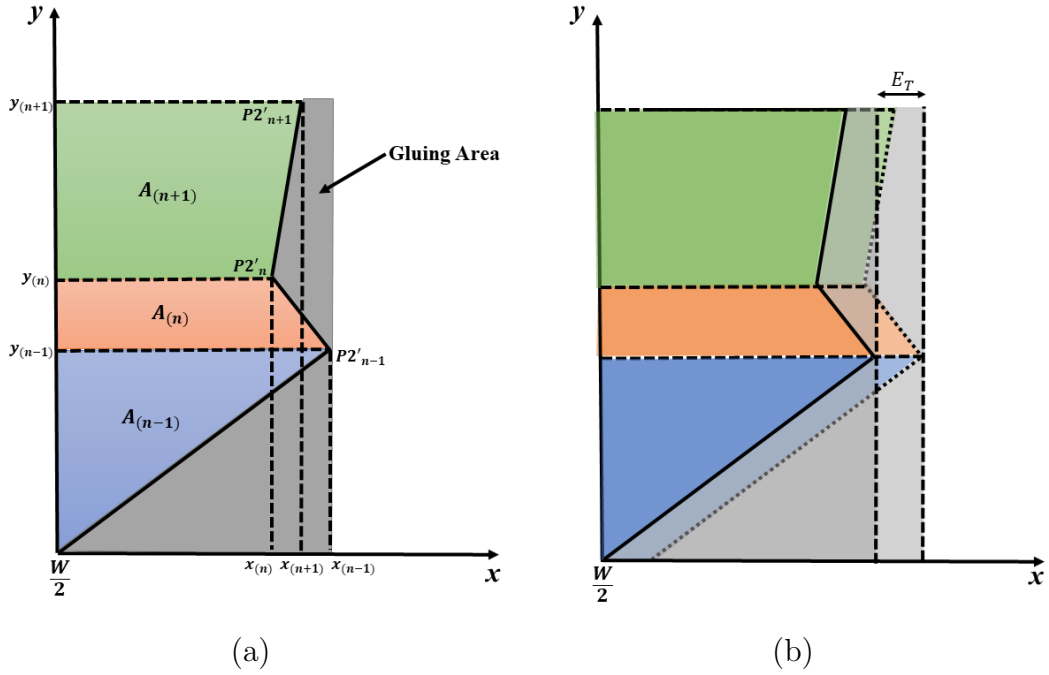 y
y(n+1)
P2'n+1
Gluing Area
A(n+1)
y(n)
P2'n
A(n)
y(n−1)
P2'n−1
A(n−1)
W/2
x(n) x(n+1) x(n−1)
x
(a)
y
ET
W/2
x
(b)